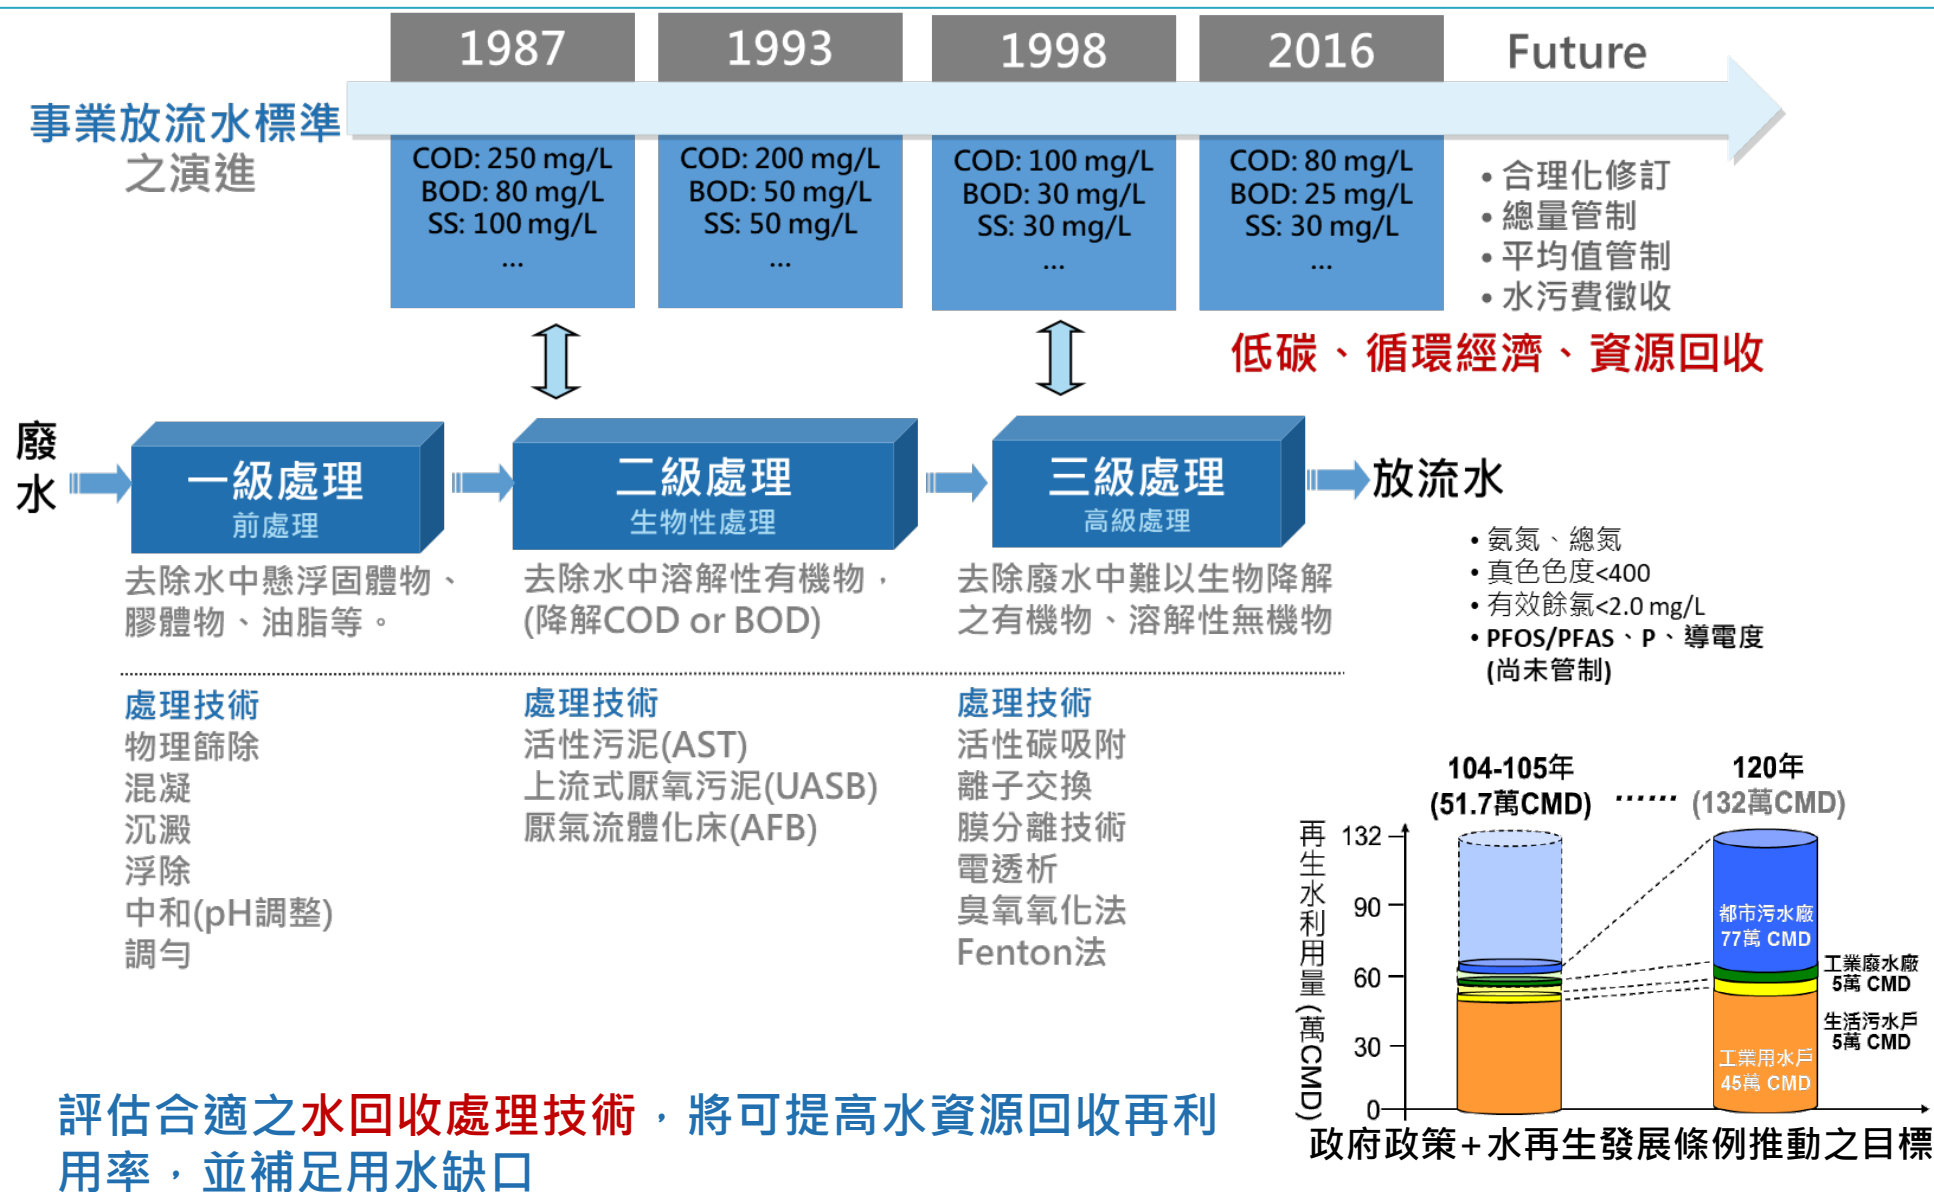 1987
1993
1998
2016
Future
事業放流水標準
之演進
COD: 250 mg/L
BOD: 80 mg/L
SS: 100 mg/L
...
COD: 200 mg/L
BOD: 50 mg/L
SS: 50 mg/L
...
COD: 100 mg/L
BOD: 30 mg/L
SS: 30 mg/L
...
COD: 80 mg/L
BOD: 25 mg/L
SS: 30 mg/L
...
• 合理化修訂
• 總量管制
• 平均值管制
• 水污費徵收
低碳、循環經濟、資源回收
廢
水
一級處理
前處理
二級處理
生物性處理
三級處理
高級處理
放流水
去除水中懸浮固體物、
膠體物、油脂等。
去除水中溶解性有機物，
(降解COD or BOD)
去除廢水中難以生物降解
之有機物、溶解性無機物
• 氨氮、總氮
• 真色色度<400
• 有效餘氯<2.0 mg/L
• PFOS/PFAS、P、導電度
(尚未管制)
處理技術
物理篩除
混凝
沉澱
浮除
中和(pH調整)
調勻
處理技術
活性污泥(AST)
上流式厭氧污泥(UASB)
厭氣流體化床(AFB)
處理技術
活性碳吸附
離子交換
膜分離技術
電透析
臭氧氧化法
Fenton法
104-105年
(51.7萬CMD)
......
120年
(132萬CMD)
再生水利用量(萬CMD)
132
90
60
30
0
都市污水廠
77萬 CMD
工業廢水廠
5萬 CMD
生活污水戶
5萬 CMD
工業用水戶
45萬 CMD
政府政策+水再生發展條例推動之目標
評估合適之水回收處理技術，將可提高水資源回收再利
用率，並補足用水缺口